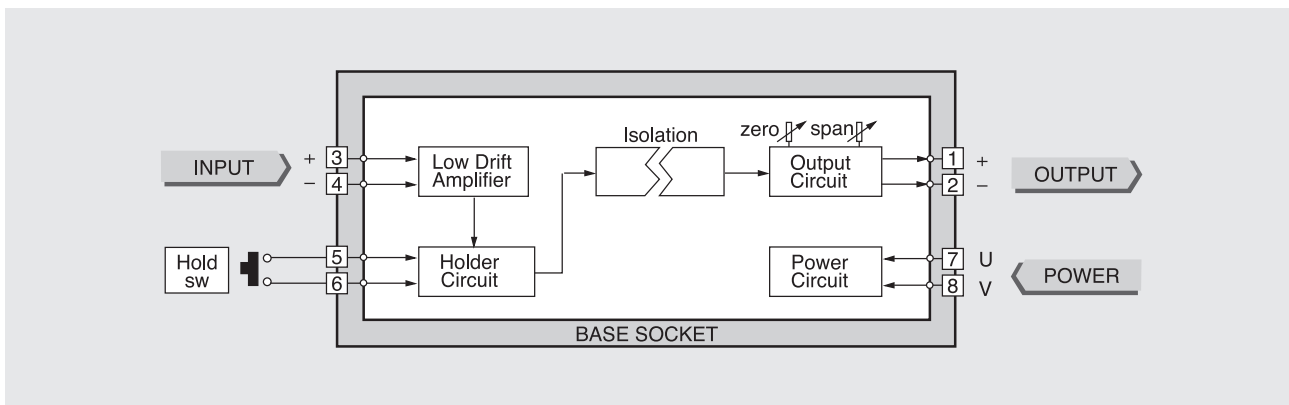 Isolation
zero span
INPUT
+ 3
− 4
Low Drift
Amplifier
Output
Circuit
1 +
2 −
OUTPUT
Hold
sw
5
6
Holder
Circuit
Power
Circuit
7 U
8 V
POWER
BASE SOCKET